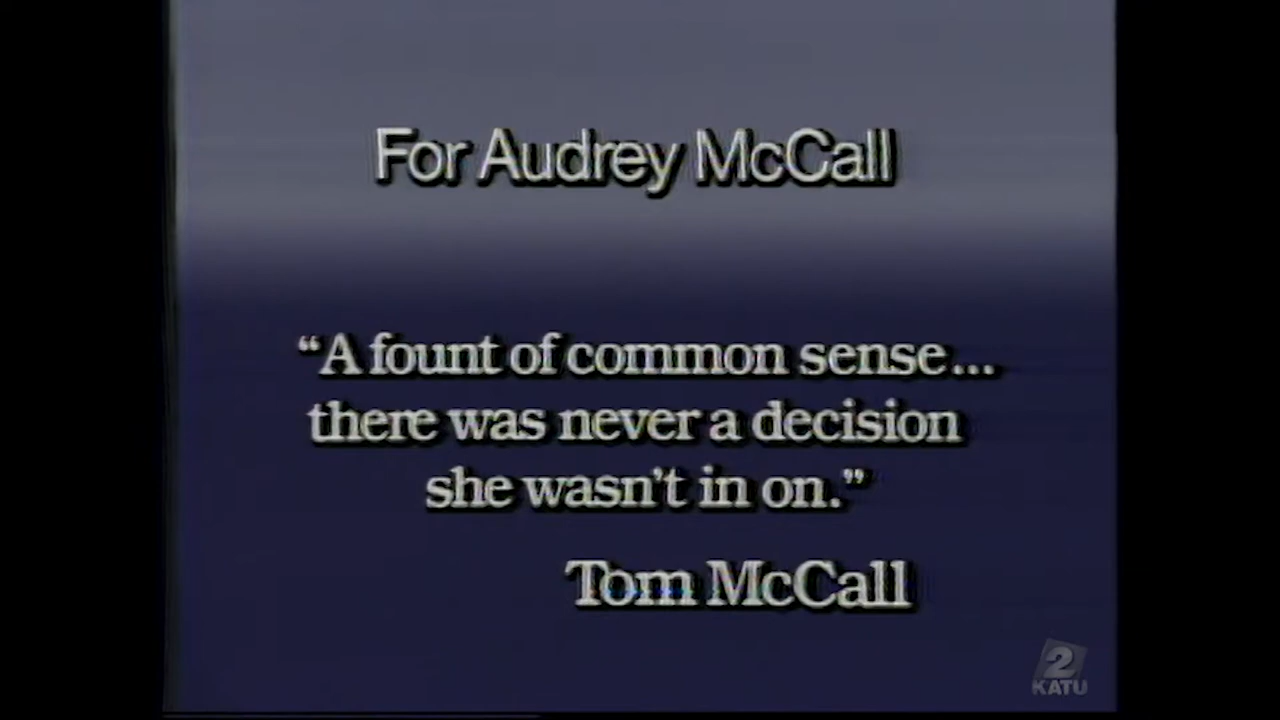 For Audrey McCall
“A fount of common sense...
there was never a decision
she wasn't in on.”
Tom McCall
2
KATU